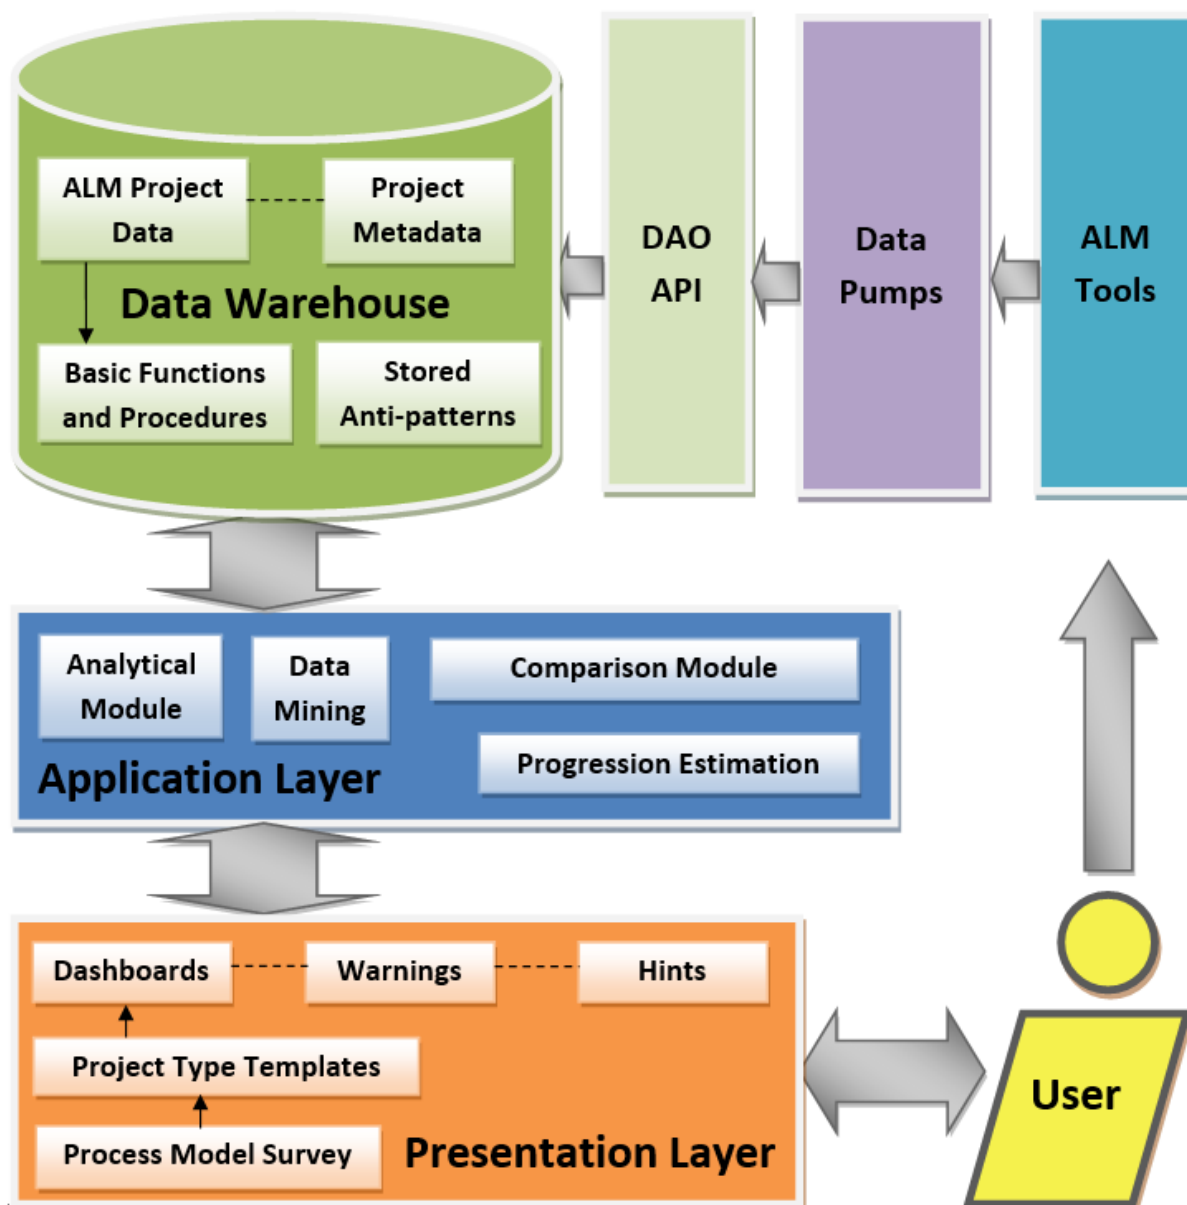 ALM Project
Data
Project
Metadata
Data Warehouse
Basic Functions
and Procedures
Stored
Anti-patterns
DAO
API
Data
Pumps
ALM
Tools
Analytical
Module
Data
Mining
Comparison Module
Progression Estimation
Application Layer
Dashboards
Warnings
Hints
Project Type Templates
Process Model Survey
Presentation Layer
User